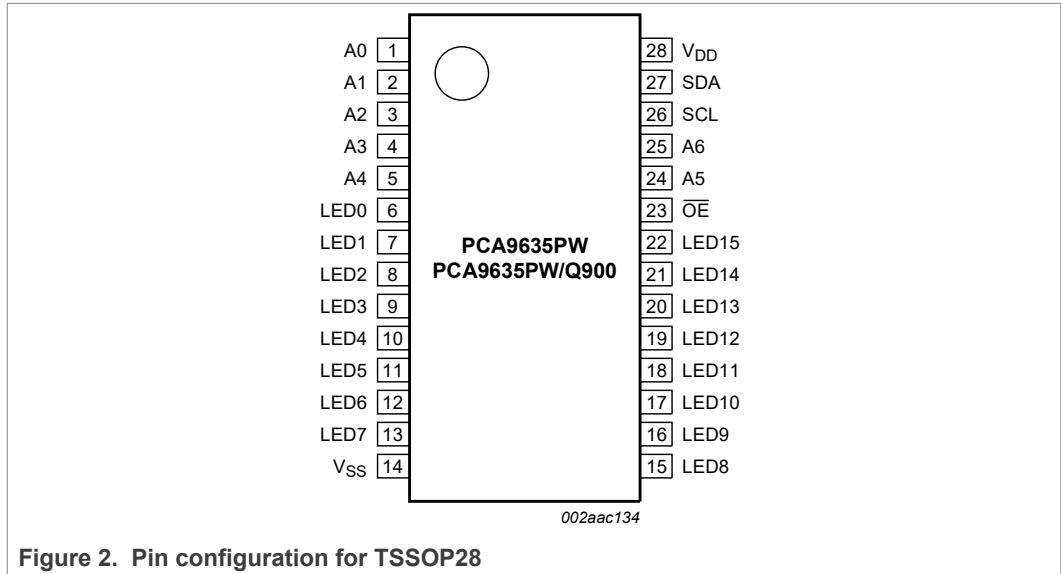 A0 1 28 VDD
A1 2 27 SDA
A2 3 26 SCL
A3 4 25 A6
A4 5 24 A5
LED0 6 23 O̅E̅
LED1 7 PCA9635PW 22 LED15
LED2 8 PCA9635PW/Q900 21 LED14
LED3 9 20 LED13
LED4 10 19 LED12
LED5 11 18 LED11
LED6 12 17 LED10
LED7 13 16 LED9
VSS 14 15 LED8
002aac134
Figure 2. Pin configuration for TSSOP28